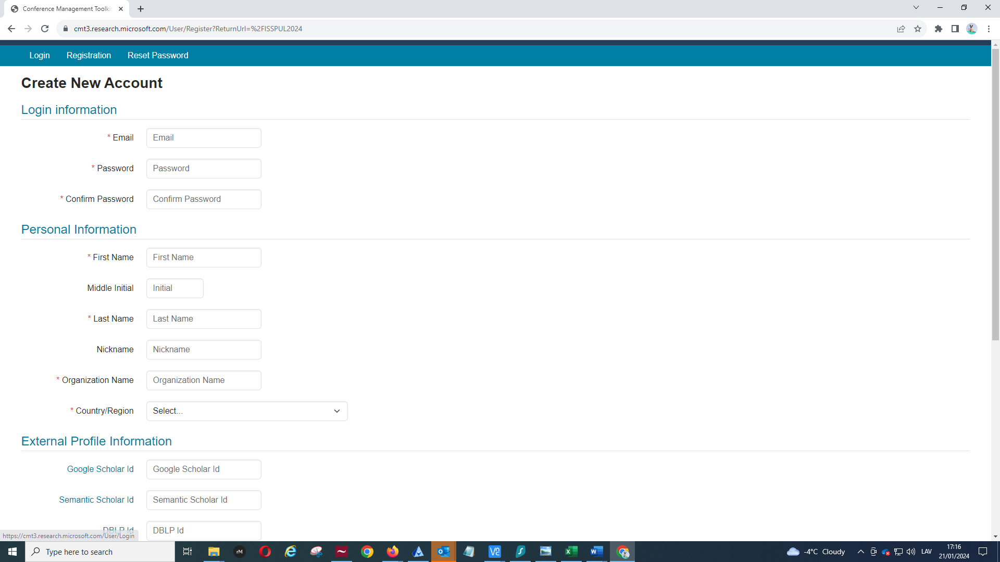 Conference Management Toolki
cmt3.research.microsoft.com/User/Register?ReturnUrl=%2FISSPUL2024
Login Registration Reset Password
Create New Account
Login information
* Email Email
* Password Password
* Confirm Password Confirm Password
Personal Information
* First Name First Name
Middle Initial Initial
* Last Name Last Name
Nickname Nickname
* Organization Name Organization Name
* Country/Region Select...
External Profile Information
Google Scholar Id Google Scholar Id
Semantic Scholar Id Semantic Scholar Id
DBLP Id DBLP Id
https://cmt3.research.microsoft.com/User/Login
Type here to search
rM
-4°C Cloudy
LAV
17:16
21/01/2024